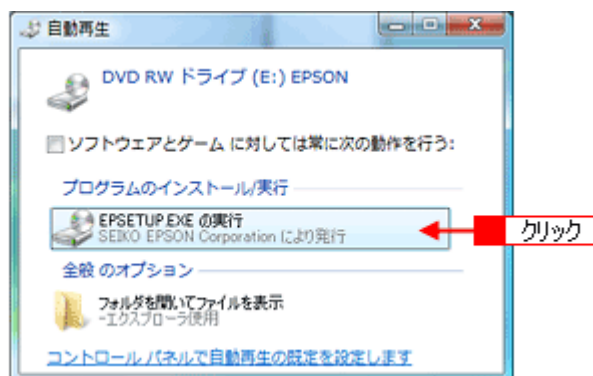 自動再生
DVD RW ドライブ (E:) EPSON
ソフトウェアとゲーム に対しては常に次の動作を行う:
プログラムのインストール/実行
EPSETUP.EXE の実行
SEIKO EPSON Corporation により発行
クリック
全般 のオプション
フォルダを開いてファイルを表示
-エクスプローラ使用
コントロール パネルで自動再生の既定を設定します